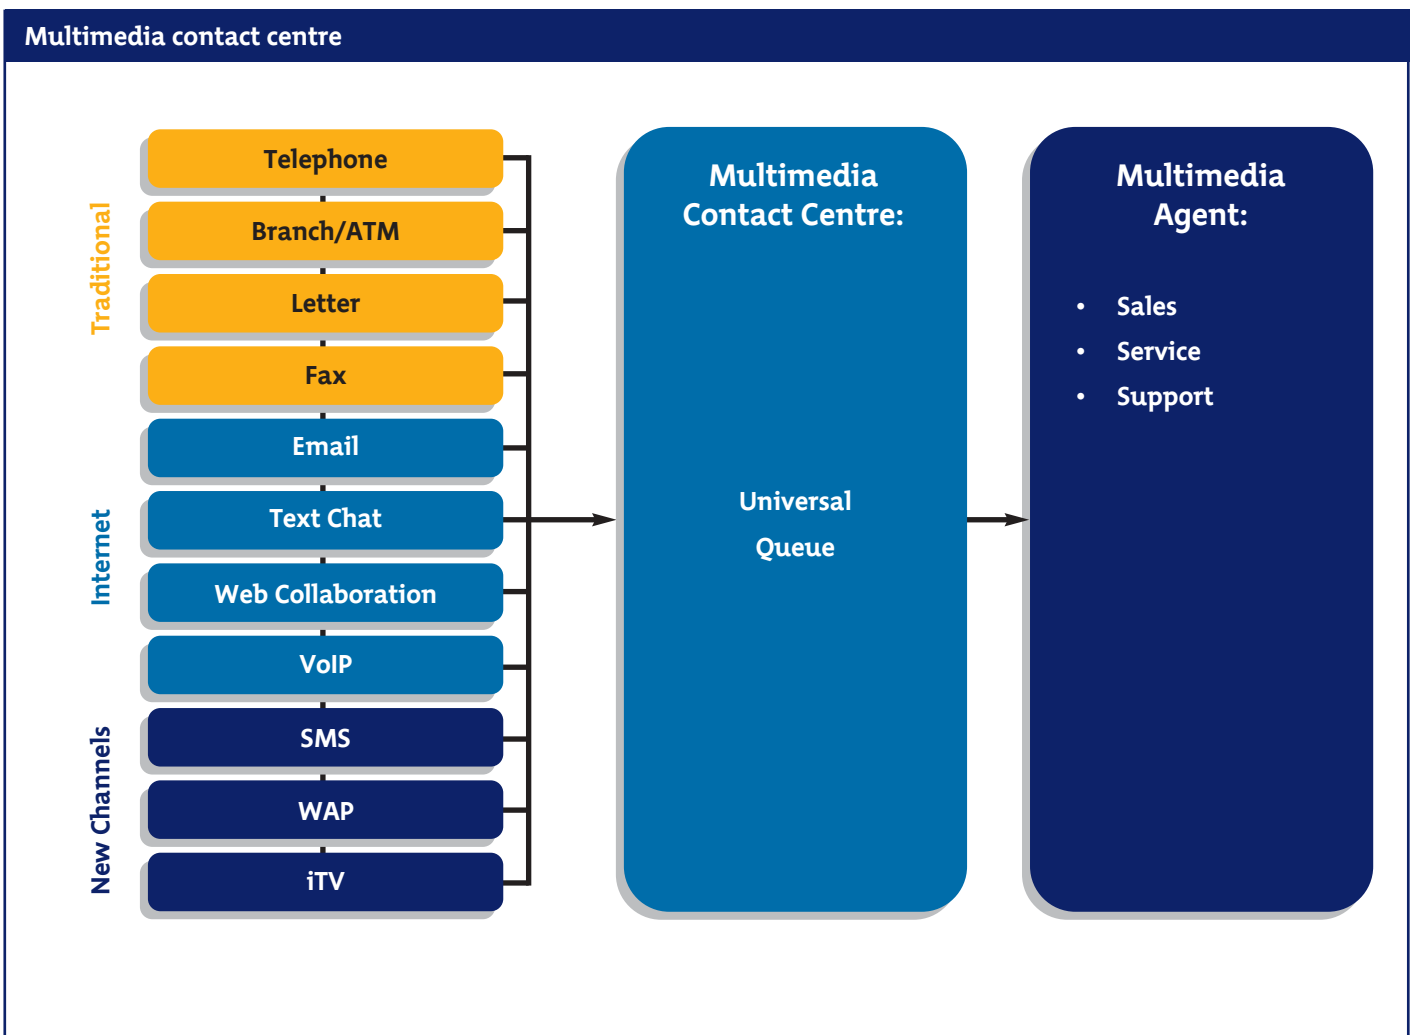 Multimedia contact centre
Traditional
Telephone
Branch/ATM
Letter
Fax
Internet
Email
Text Chat
Web Collaboration
VoIP
New Channels
SMS
WAP
iTV
Multimedia
Contact Centre:
Universal
Queue
Multimedia
Agent:
• Sales
• Service
• Support